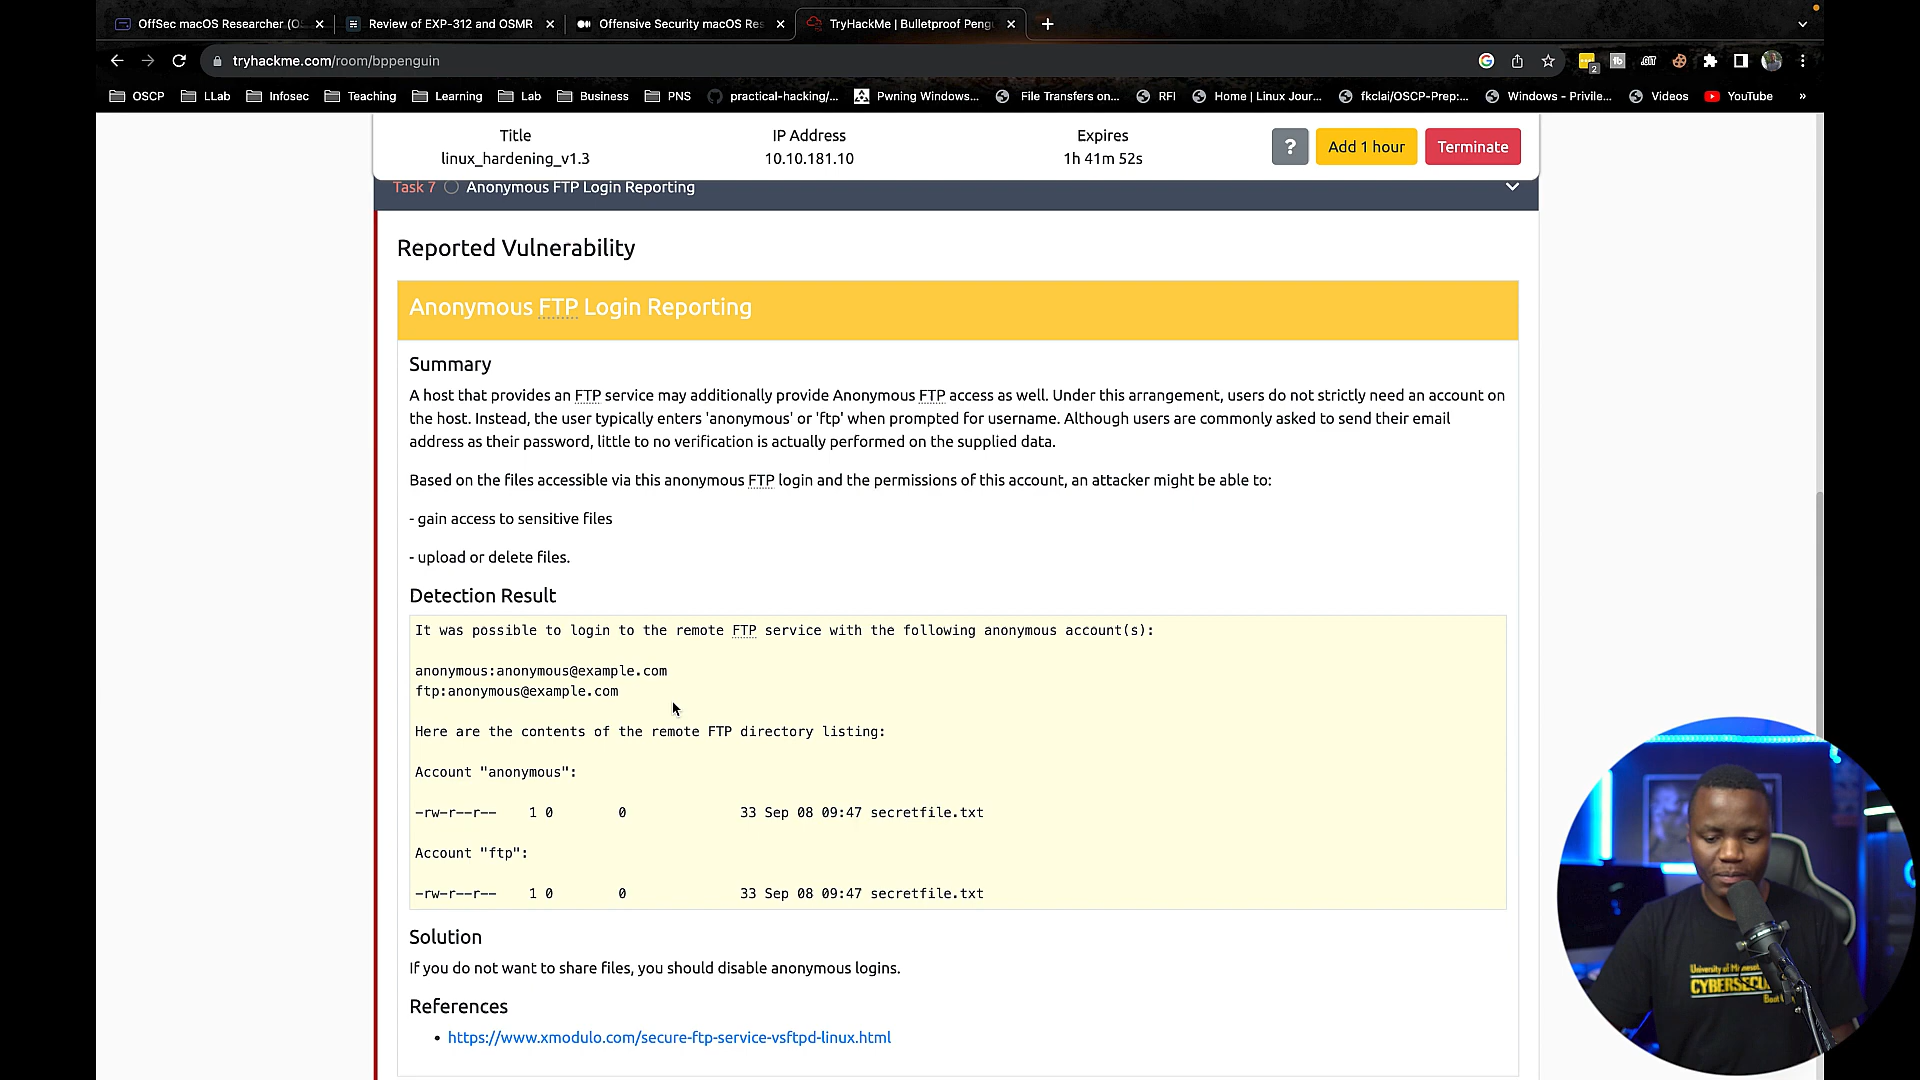 OffSec macOS Researcher (O
Review of EXP-312 and OSMR
Offensive Security macOS Res
TryHackMe | Bulletproof Peng
tryhackme.com/room/bppenguin
2
OSCP
LLab
Infosec
Teaching
Learning
Lab
Business
PNS
practical-hacking/...
Pwning Windows...
File Transfers on...
RFI
Home | Linux Jour...
fkclai/OSCP-Prep:...
Windows - Privile...
Videos
YouTube
»
Title
IP Address
Expires
linux_hardening_v1.3
10.10.181.10
1h 41m 52s
?
Add 1 hour
Terminate
Task 7
Anonymous FTP Login Reporting
Reported Vulnerability
Anonymous FTP Login Reporting
Summary
A host that provides an FTP service may additionally provide Anonymous FTP access as well. Under this arrangement, users do not strictly need an account on
the host. Instead, the user typically enters 'anonymous' or 'ftp' when prompted for username. Although users are commonly asked to send their email
address as their password, little to no verification is actually performed on the supplied data.
Based on the files accessible via this anonymous FTP login and the permissions of this account, an attacker might be able to:
- gain access to sensitive files
- upload or delete files.
Detection Result
It was possible to login to the remote FTP service with the following anonymous account(s):
anonymous:anonymous@example.com
ftp:anonymous@example.com
Here are the contents of the remote FTP directory listing:
Account "anonymous":
-rw-r--r-- 1 0 0 33 Sep 08 09:47 secretfile.txt
Account "ftp":
-rw-r--r-- 1 0 0 33 Sep 08 09:47 secretfile.txt
Solution
If you do not want to share files, you should disable anonymous logins.
References
• https://www.xmodulo.com/secure-ftp-service-vsftpd-linux.html
University of